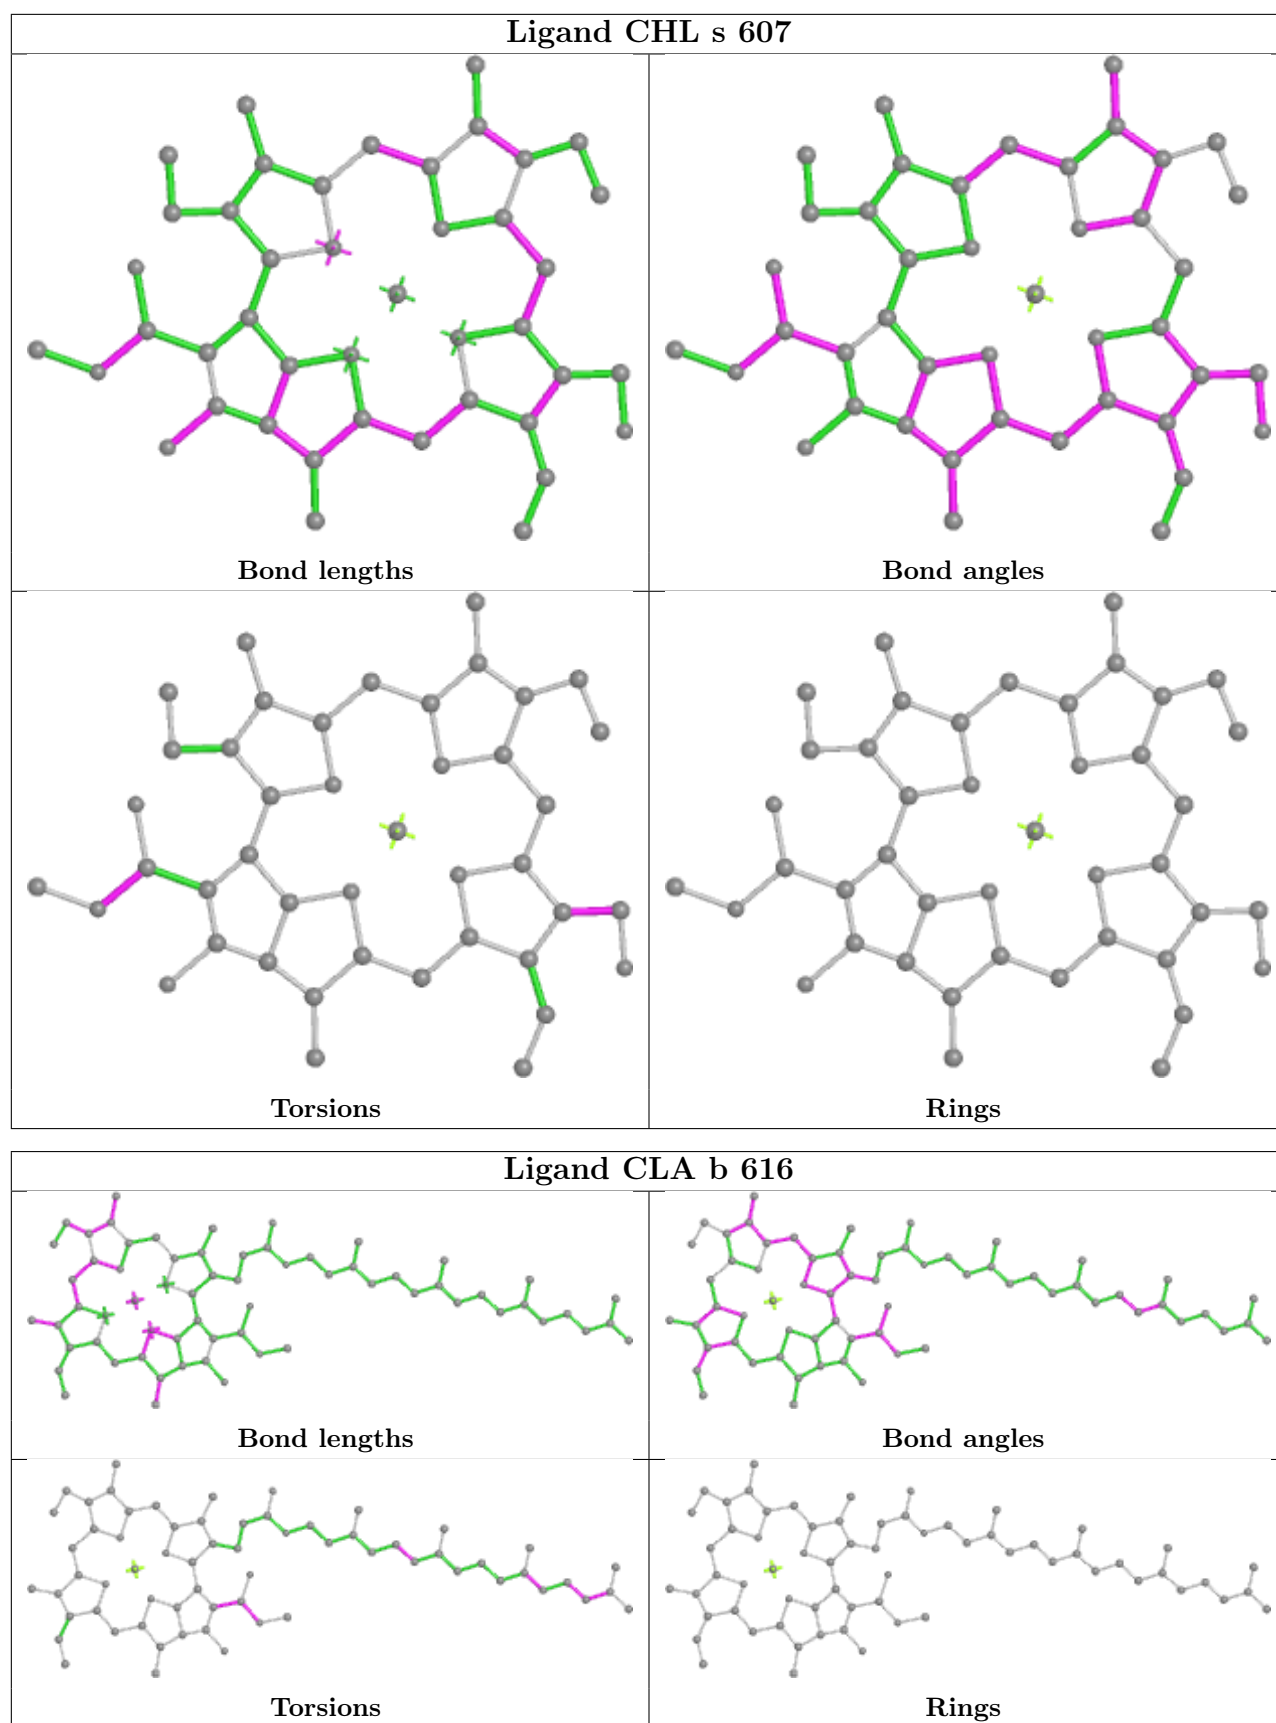 Ligand CHL s 607
Bond lengths
Bond angles
Torsions
Rings
Ligand CLA b 616
Bond lengths
Bond angles
Torsions
Rings